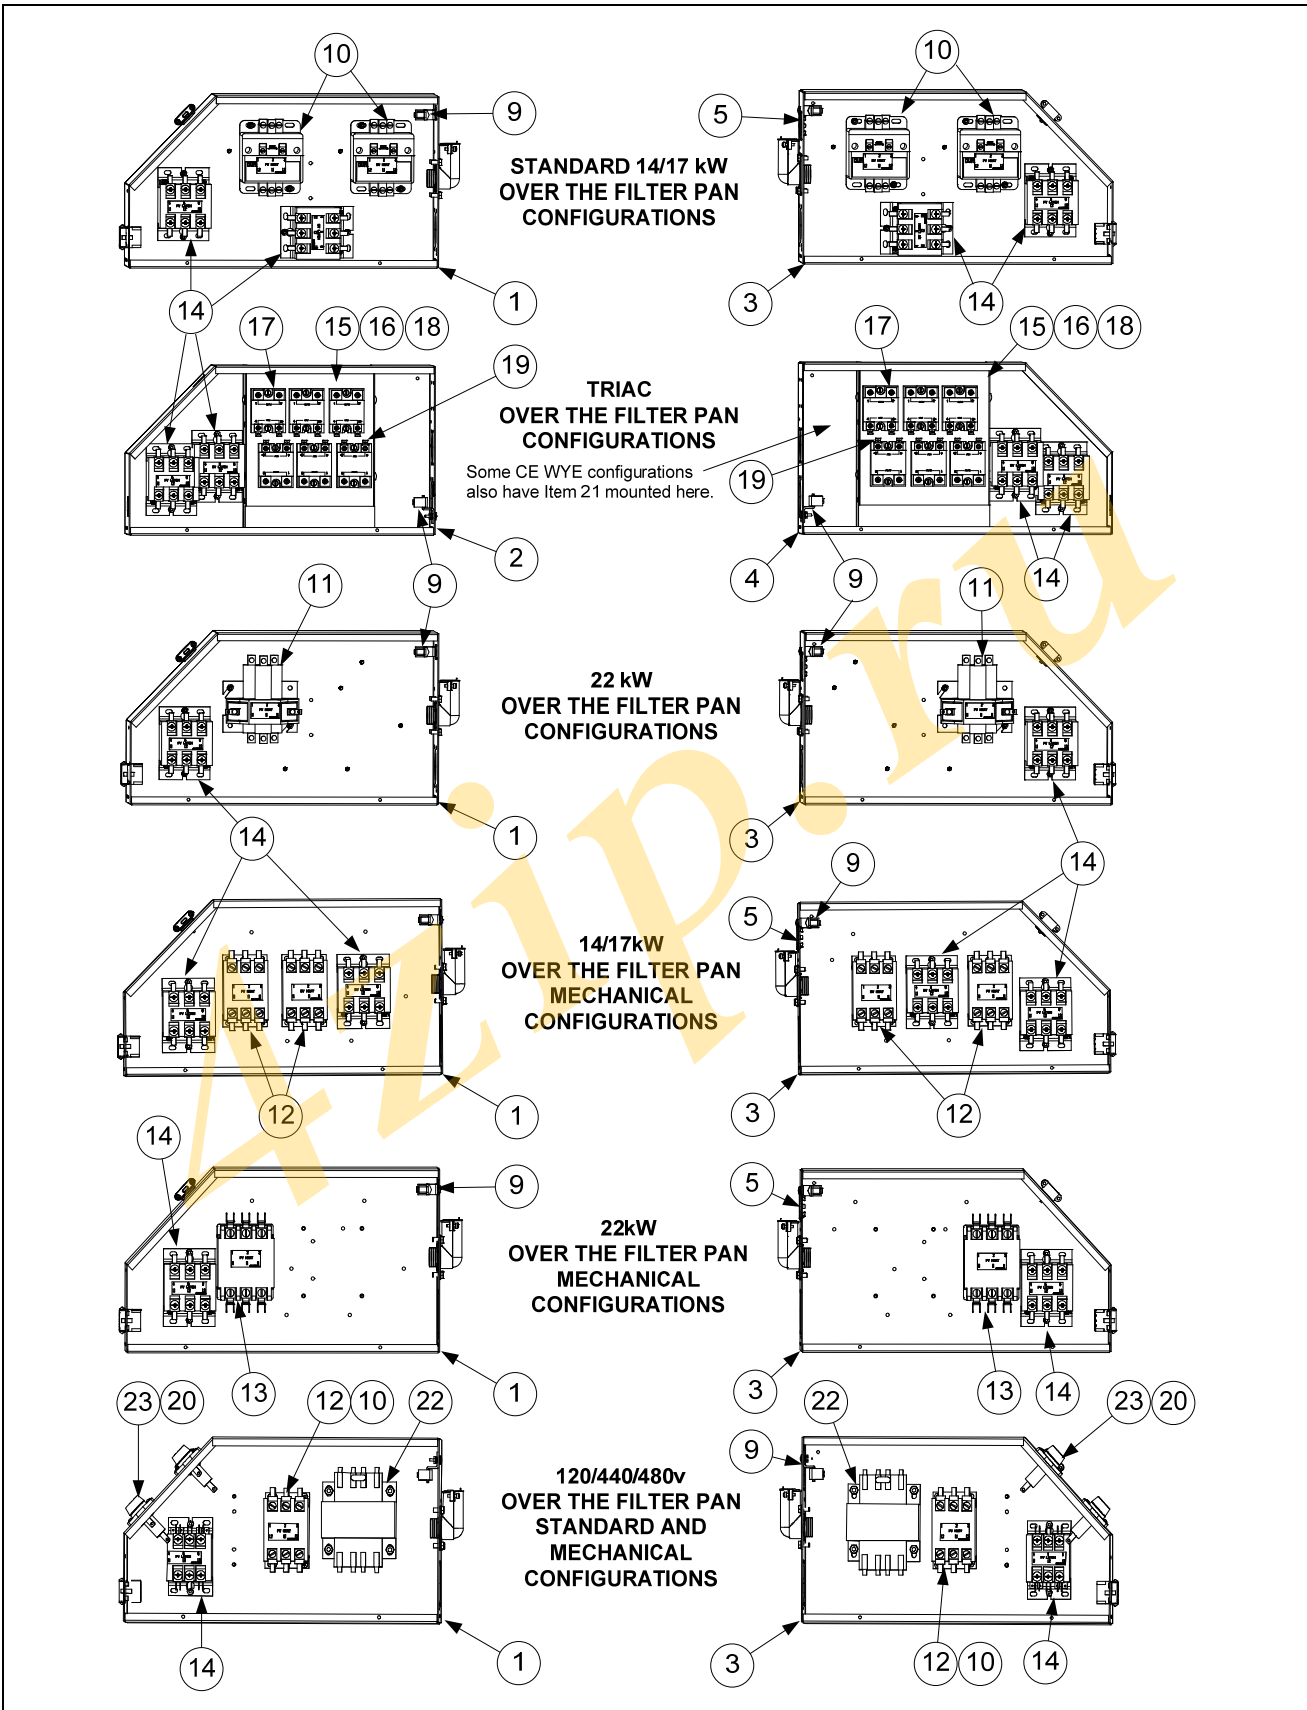 10
9
STANDARD 14/17 kW
OVER THE FILTER PAN
CONFIGURATIONS
5
10
14
1
3
14
17
15 16 18
19
TRIAC
OVER THE FILTER PAN
CONFIGURATIONS
Some CE WYE configurations
also have Item 21 mounted here.
17
15 16 18
19
2
4
14
11
9
9
11
22 kW
OVER THE FILTER PAN
CONFIGURATIONS
14
1
3
14
9
5
14/17kW
OVER THE FILTER PAN
MECHANICAL
CONFIGURATIONS
12
1
3
12
14
9
5
22kW
OVER THE FILTER PAN
MECHANICAL
CONFIGURATIONS
13
1
3
13
14
23 20
12 10
22
22
9
23 20
120/440/480v
OVER THE FILTER PAN
STANDARD AND
MECHANICAL
CONFIGURATIONS
14
1
3
12 10
14
4zip.ru